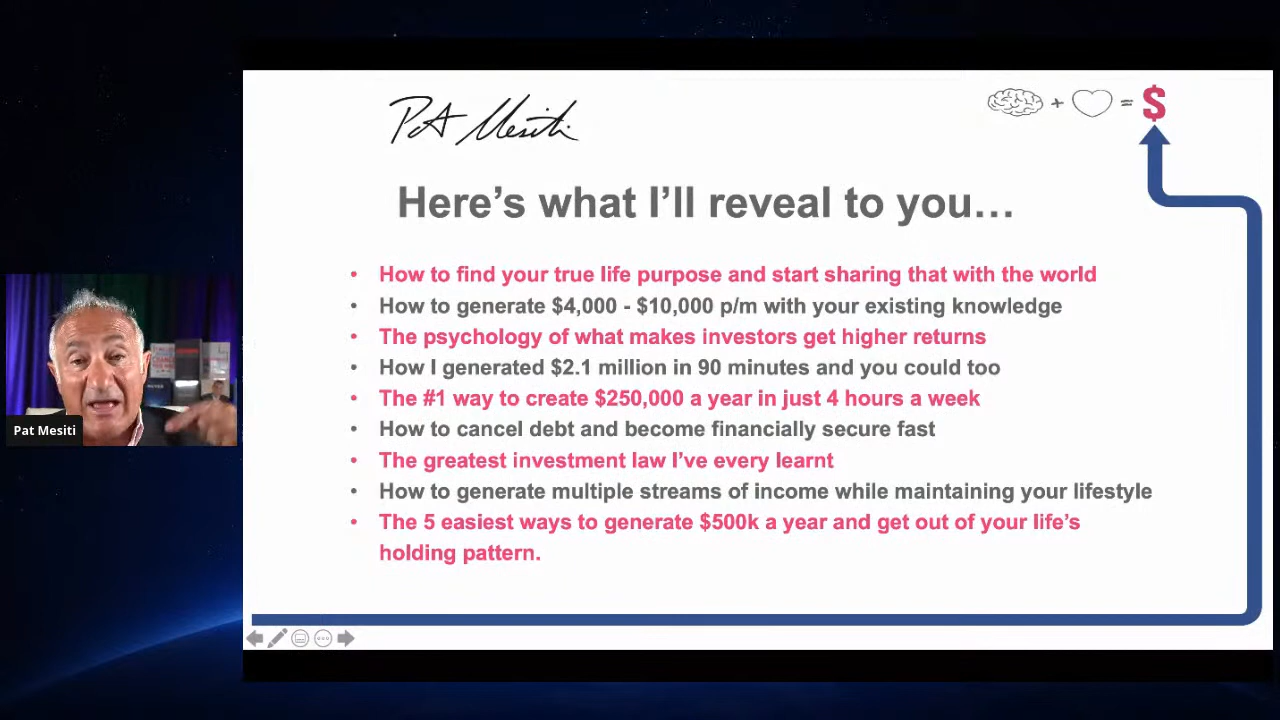 Pat Mesiti
+ = $
Here's what I'll reveal to you…
• How to find your true life purpose and start sharing that with the world
• How to generate $4,000 - $10,000 p/m with your existing knowledge
• The psychology of what makes investors get higher returns
• How I generated $2.1 million in 90 minutes and you could too
• The #1 way to create $250,000 a year in just 4 hours a week
• How to cancel debt and become financially secure fast
• The greatest investment law I've every learnt
• How to generate multiple streams of income while maintaining your lifestyle
• The 5 easiest ways to generate $500k a year and get out of your life's
holding pattern.
Pat Mesiti